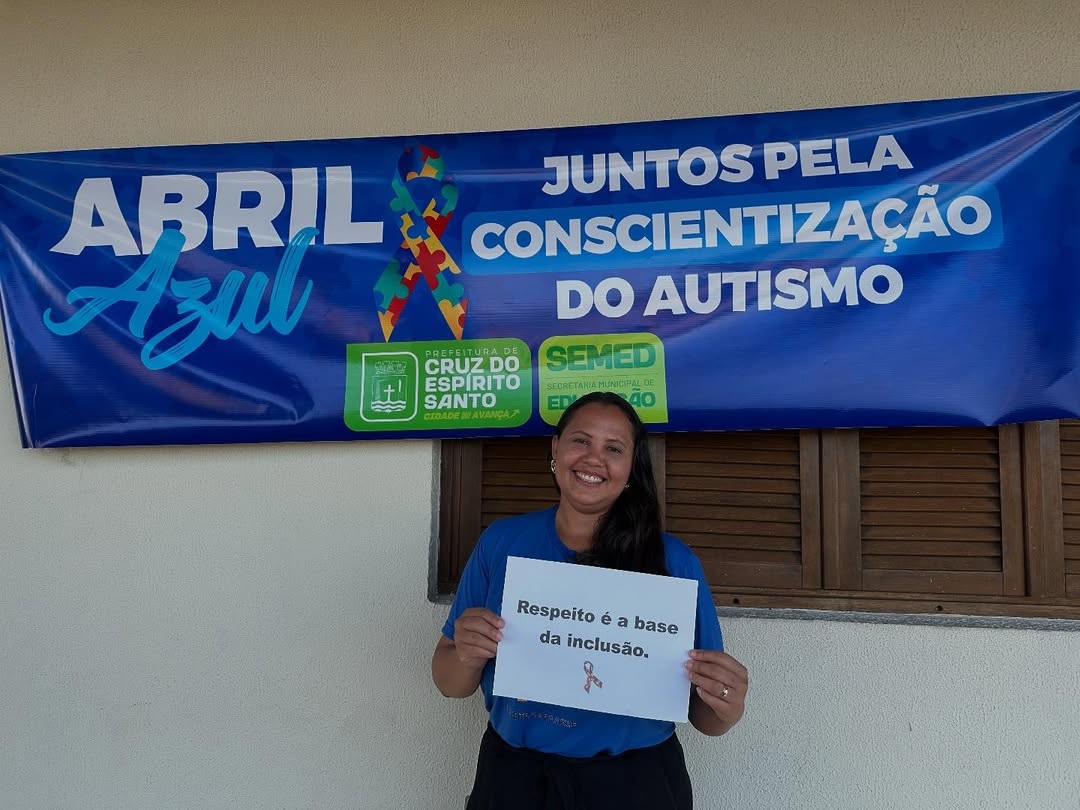 ABRIL
Azul
JUNTOS PELA
CONSCIENTIZAÇÃO
DO AUTISMO
PREFEITURA DE
CRUZ DO
ESPÍRITO
SANTO
CIDADE QUE AVANÇA
SEMED
SECRETARIA MUNICIPAL DE
Respeito é a base
da inclusão.